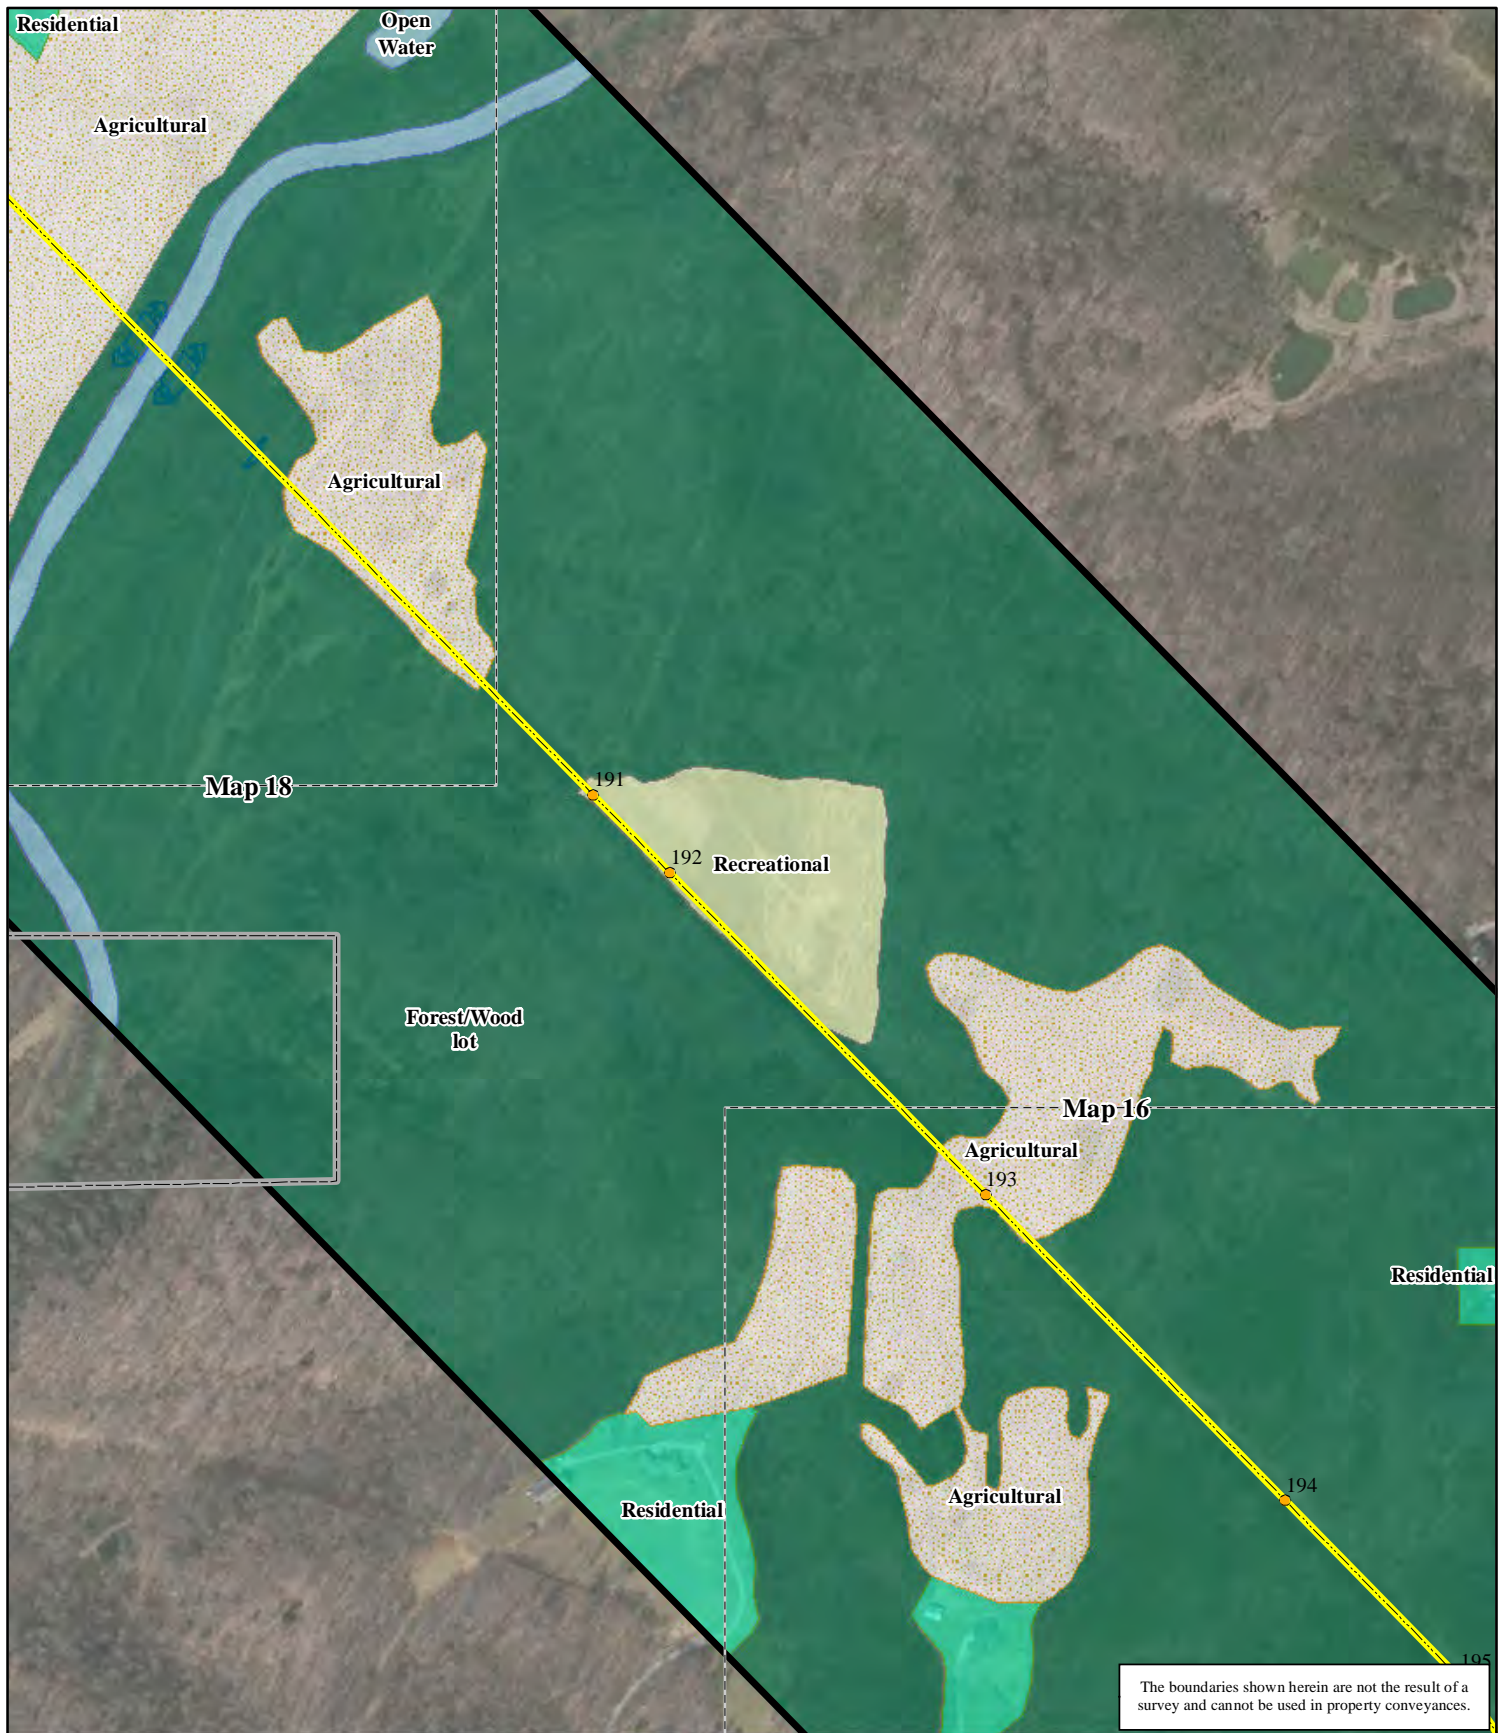 Residential
Open
Water
Agricultural
Agricultural
Map 18
191
192
Recreational
Forest/Wood
lot
Map 16
Agricultural
193
Residential
194
Agricultural
Residential
195
The boundaries shown herein are not the result of a
survey and cannot be used in property conveyances.